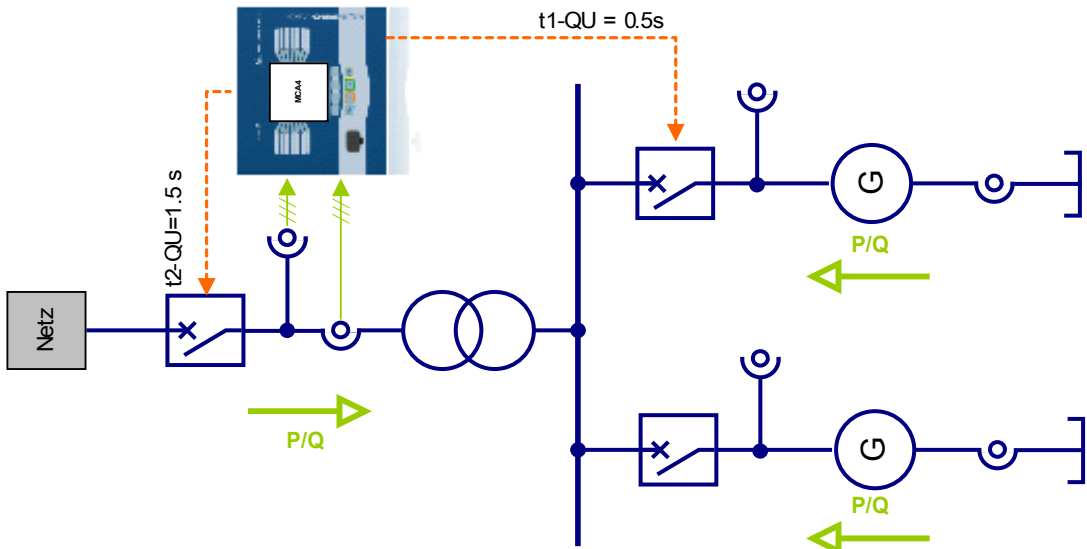 t1-QU = 0.5s
MCA4
t2-QU=1.5 s
G
P/Q
Netz
P/Q
G
P/Q